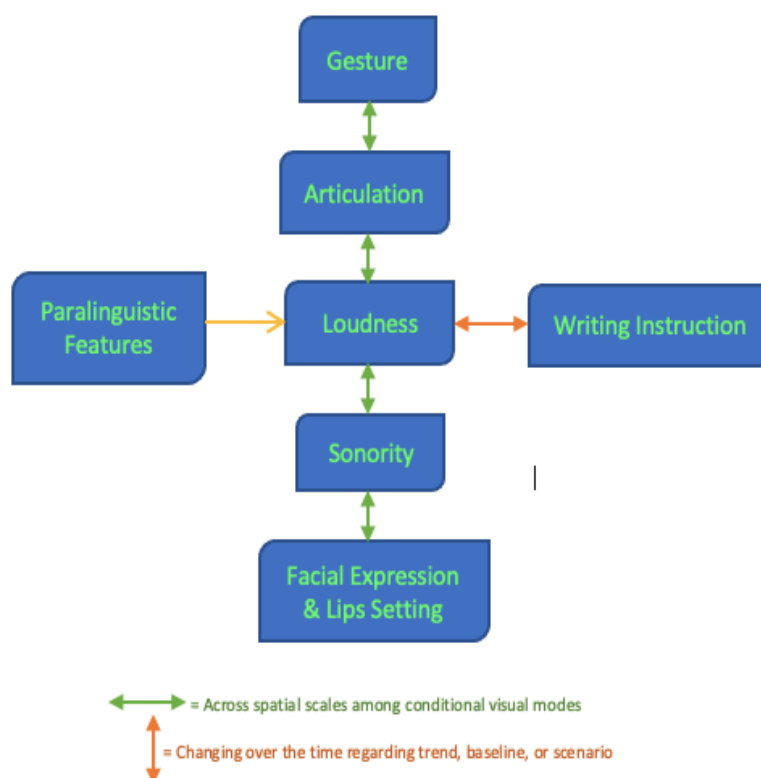 Gesture
Articulation
Paralinguistic
Features
Loudness
Writing Instruction
Sonority
Facial Expression
& Lips Setting
= Across spatial scales among conditional visual modes
= Changing over the time regarding trend, baseline, or scenario